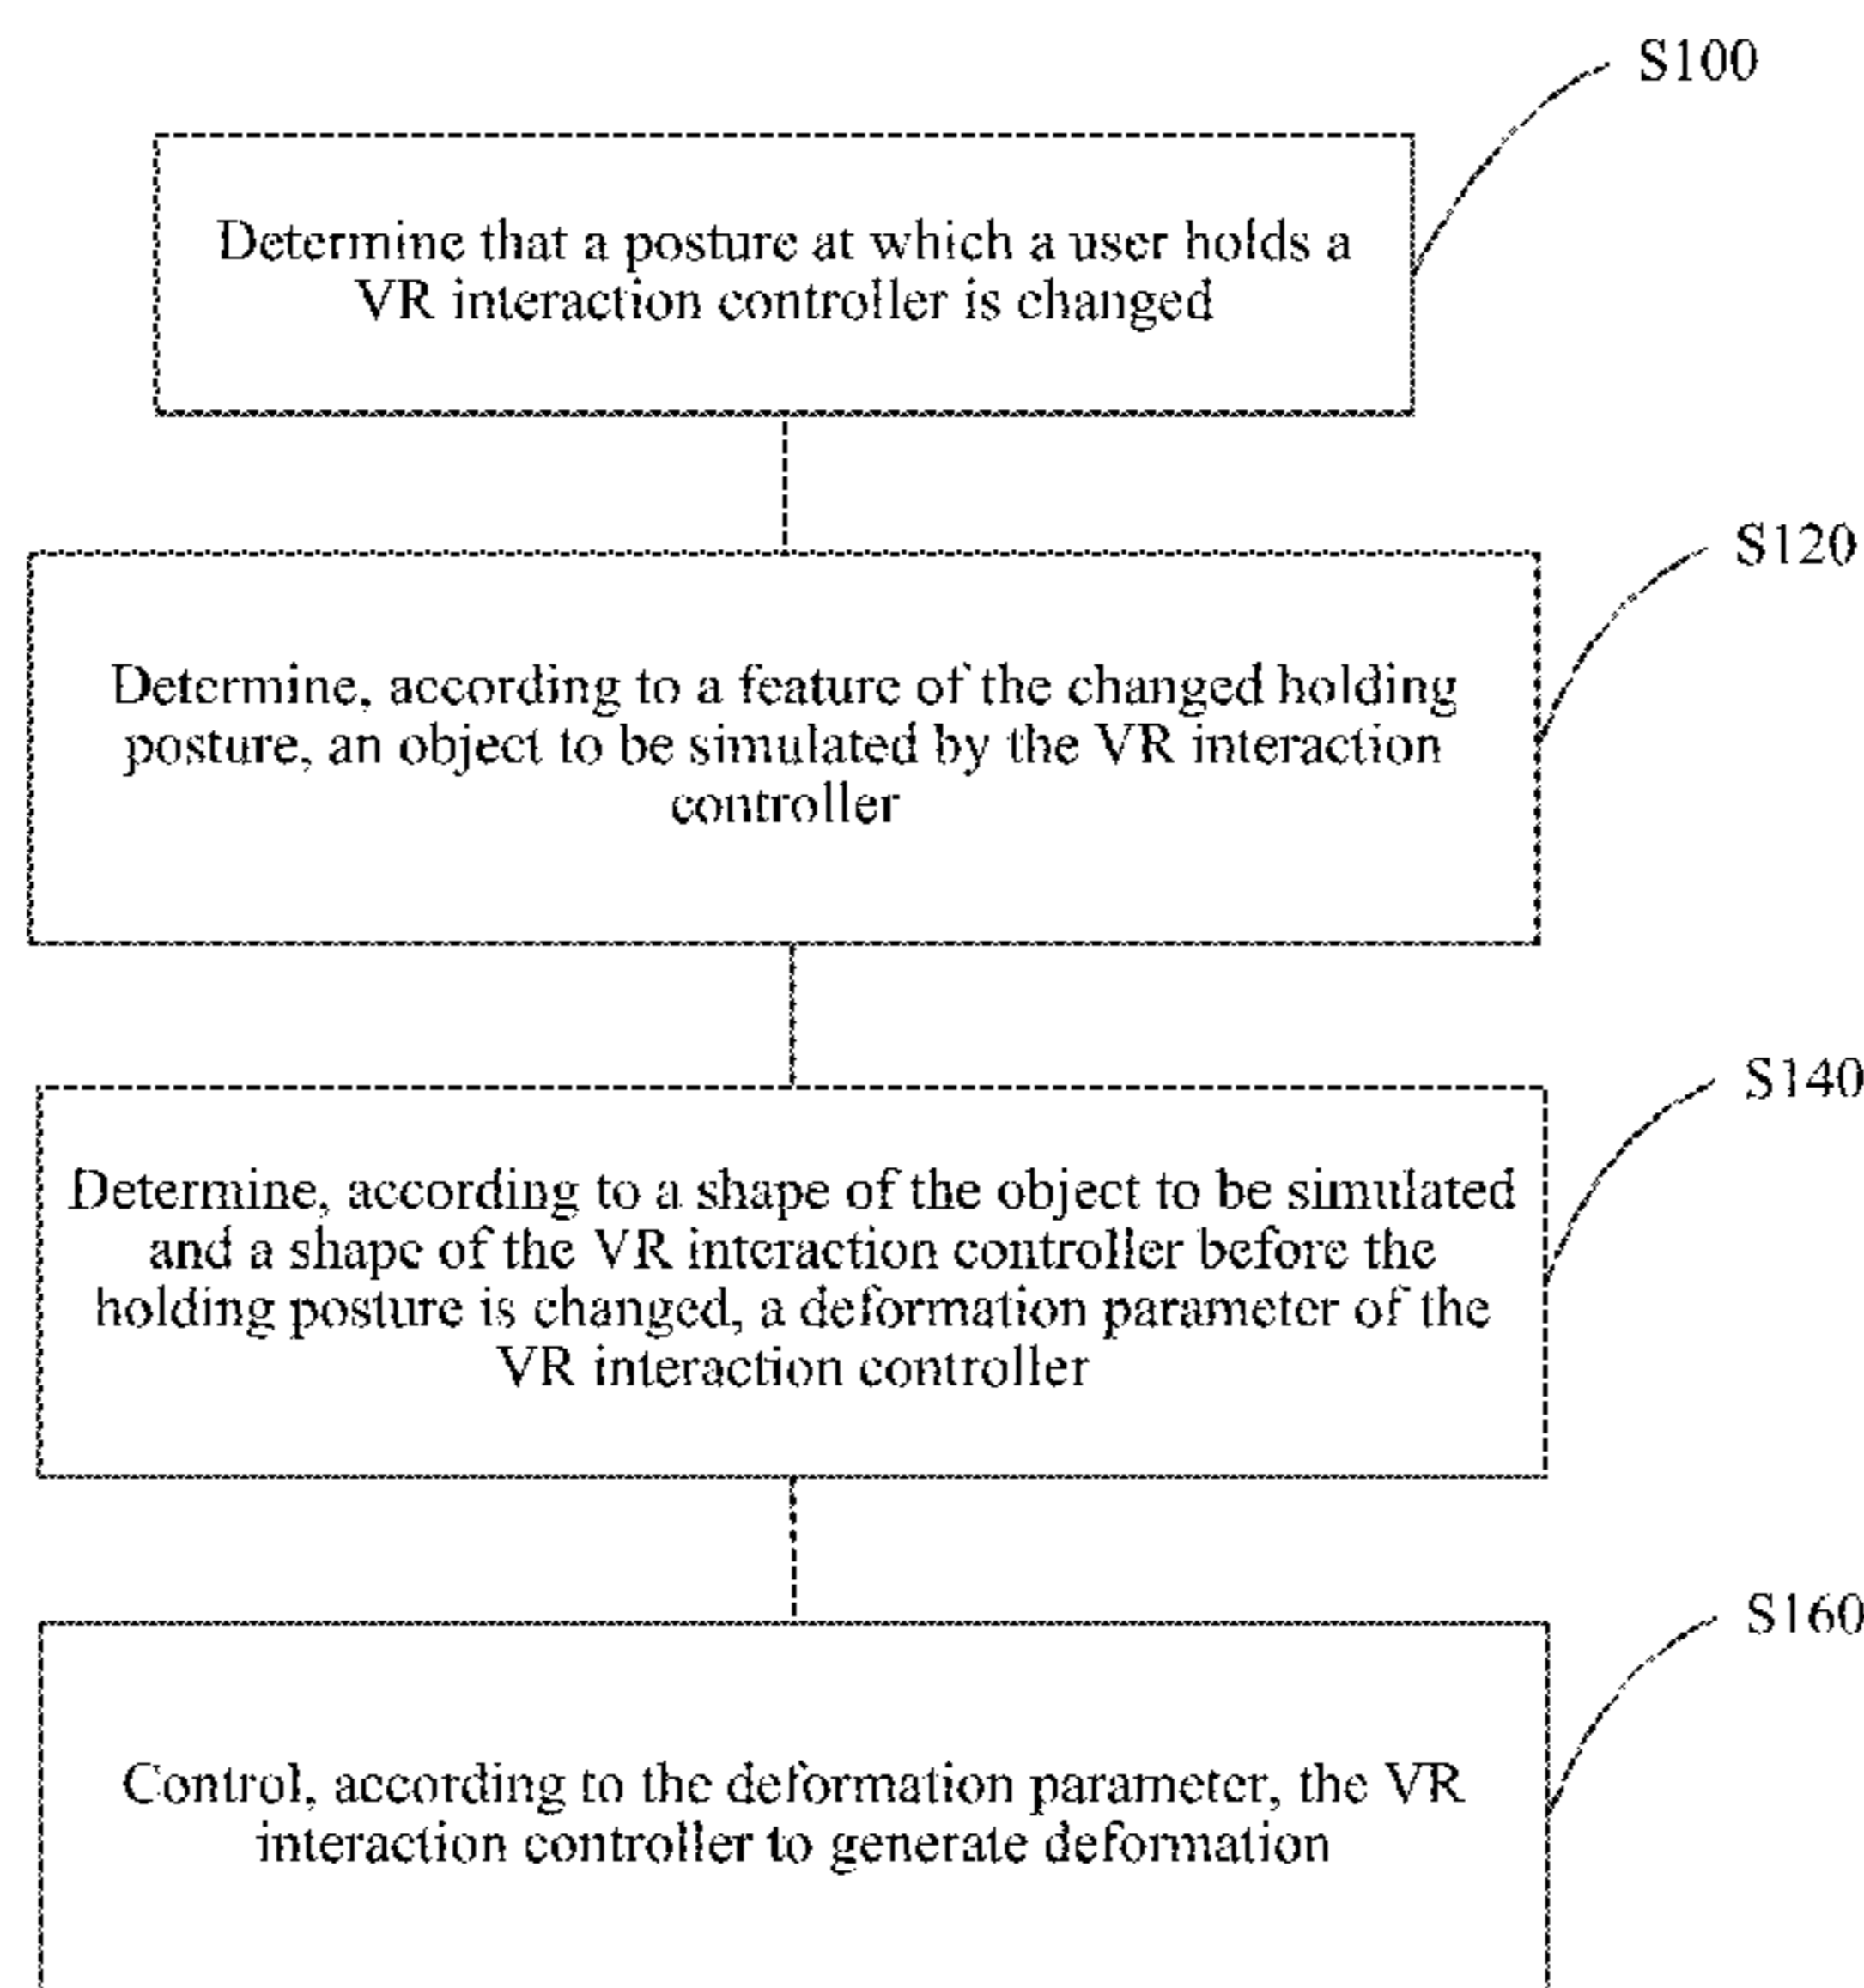 S100
Determine that a posture at which a user holds a
VR interaction controller is changed
S120
Determine, according to a feature of the changed holding
posture, an object to be simulated by the VR interaction
controller
S140
Determine, according to a shape of the object to be simulated
and a shape of the VR interaction controller before the
holding posture is changed, a deformation parameter of the
VR interaction controller
S160
Control, according to the deformation parameter, the VR
interaction controller to generate deformation